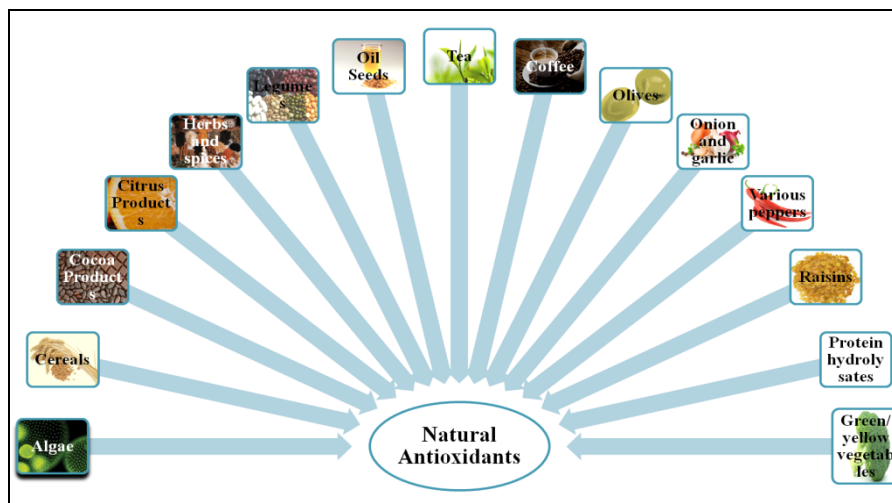 Algae
Cereals
Cocoa
Product
s
Citrus
Product
s
Herbs
and
spices
Legume
s
Oil
Seeds
Tea
Coffee
Olives
Onion
and
garlic
Various
peppers
Raisins
Protein
hydroly
sates
Green/
yellow
vegetab
les
Natural
Antioxidants